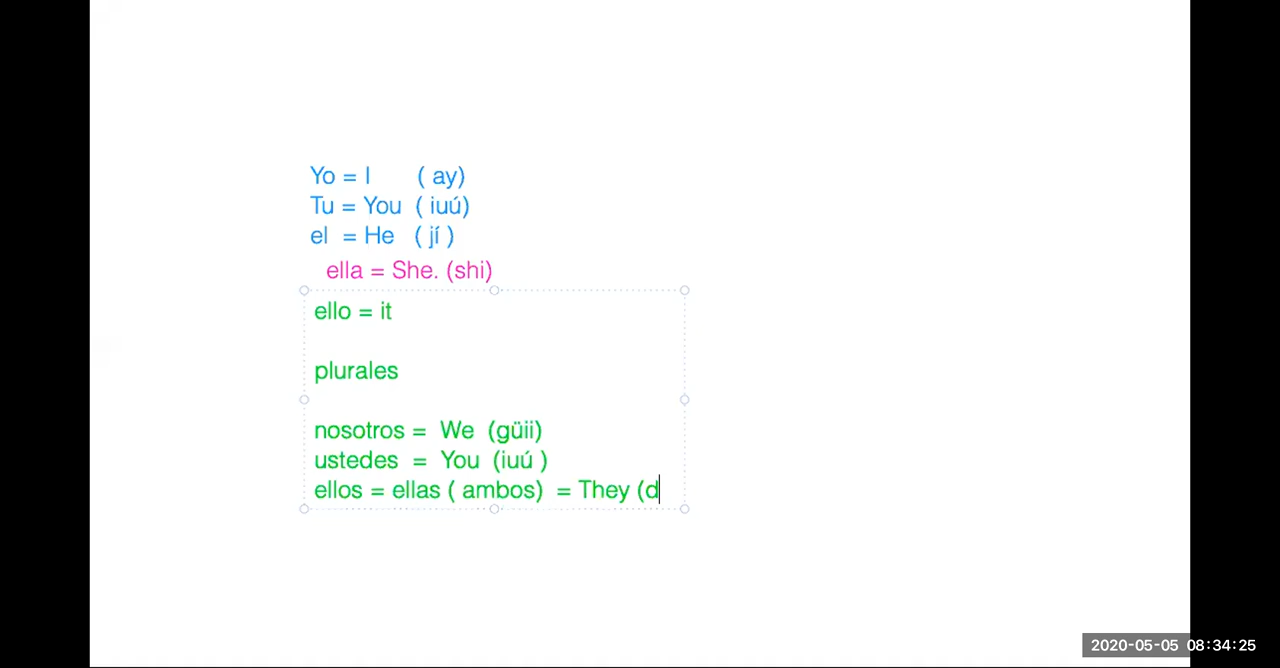 Yo = I ( ay)
Tu = You ( iuú)
el = He ( jí )
ella = She. (shi)
ello = it
plurales
nosotros = We (güii)
ustedes = You (iuú )
ellos = ellas ( ambos) = They (d
2020-05-05 08:34:25